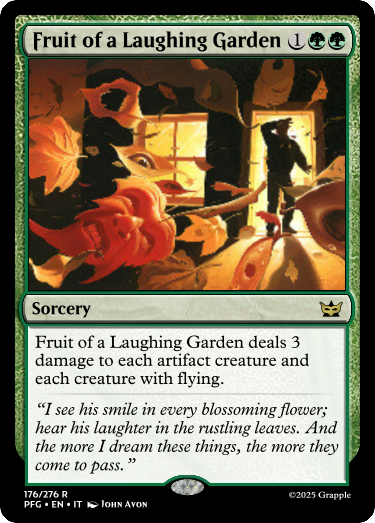 Fruit of a Laughing Garden 1
Sorcery
Fruit of a Laughing Garden deals 3
damage to each artifact creature and
each creature with flying.
“I see his smile in every blossoming flower;
hear his laughter in the rustling leaves. And
the more I dream these things, the more they
come to pass.”
176/276 R
PFG • EN • IT John Avon
©2025 Grapple